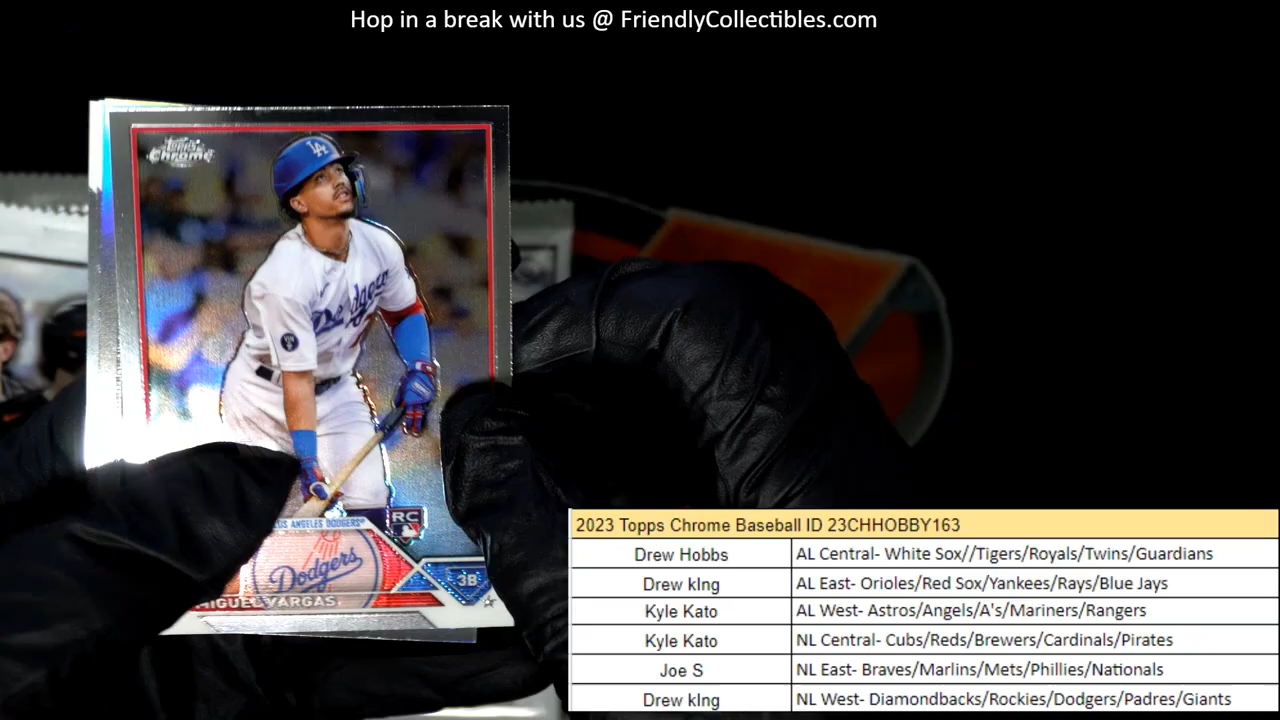 Hop in a break with us @ FriendlyCollectibles.com
Topps
Chrome
LA
Dodgers
LOS ANGELES DODGERS
RC
Dodgers
3B
MIGUEL VARGAS
2023 Topps Chrome Baseball ID 23CHHOBBY163
Drew Hobbs AL Central- White Sox//Tigers/Royals/Twins/Guardians
Drew kIng AL East- Orioles/Red Sox/Yankees/Rays/Blue Jays
Kyle Kato AL West- Astros/Angels/A's/Mariners/Rangers
Kyle Kato NL Central- Cubs/Reds/Brewers/Cardinals/Pirates
Joe S NL East- Braves/Marlins/Mets/Phillies/Nationals
Drew kIng NL West- Diamondbacks/Rockies/Dodgers/Padres/Giants